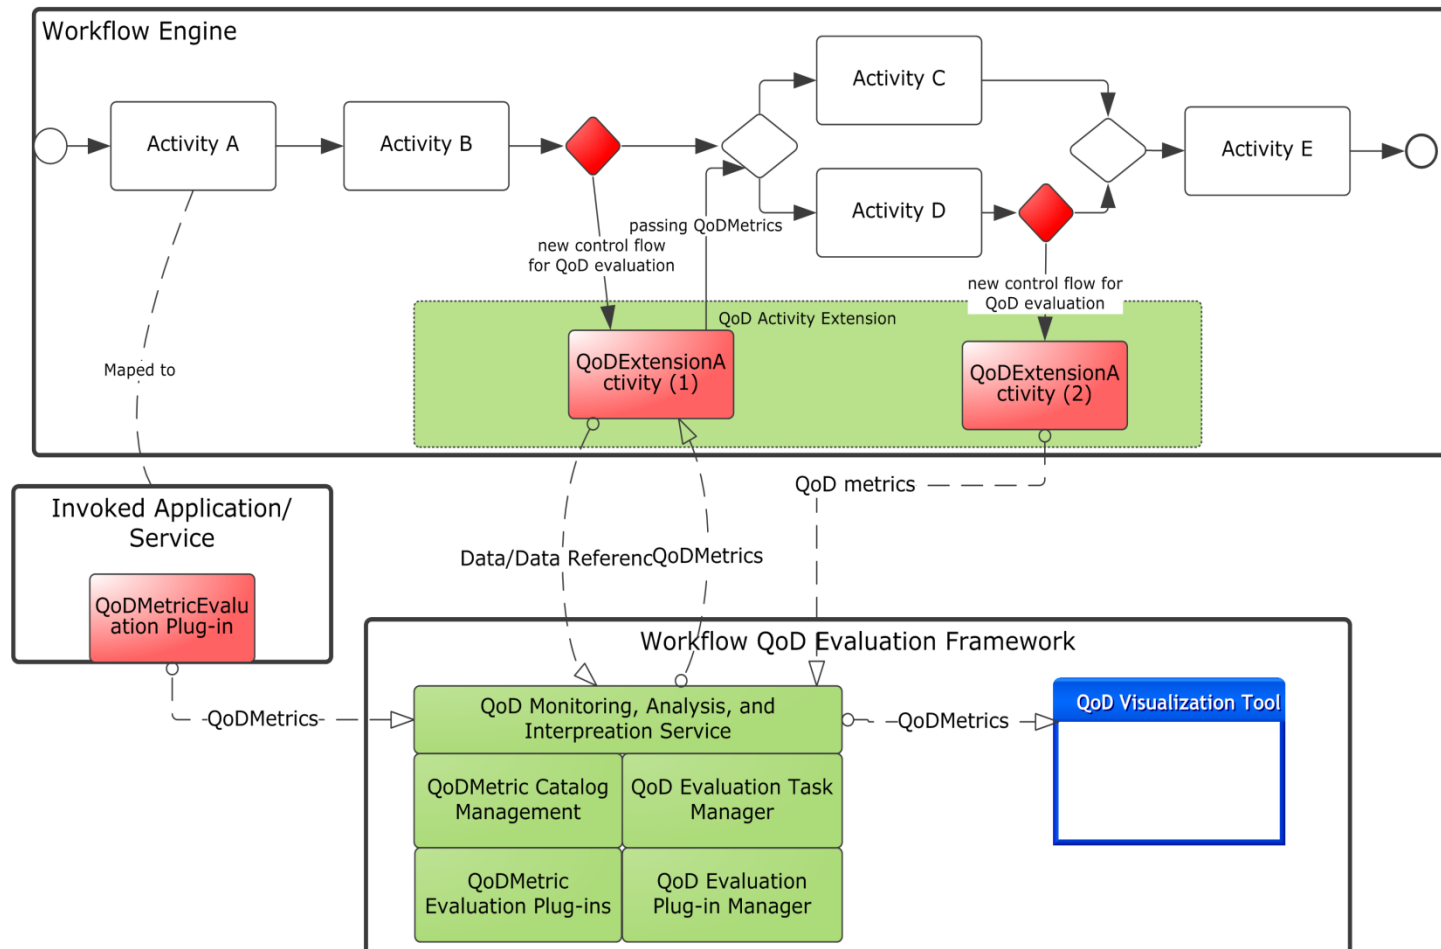 Workflow Engine
Activity A
Activity B
Activity C
Activity D
Activity E
passing QoDMetrics
new control flow
for QoD evaluation
new control flow for
QoD evaluation
QoD Activity Extension
QoDExtensionA
ctivity (1)
QoDExtensionA
ctivity (2)
Maped to
QoD metrics
Invoked Application/
Service
QoDMetricEvalu
ation Plug-in
Data/Data Referenc
QoDMetrics
Workflow QoD Evaluation Framework
QoDMetrics
QoD Monitoring, Analysis, and
Interpreation Service
QoDMetrics
QoD Visualization Tool
QoDMetric Catalog
Management
QoD Evaluation Task
Manager
QoDMetric
Evaluation Plug-ins
QoD Evaluation
Plug-in Manager